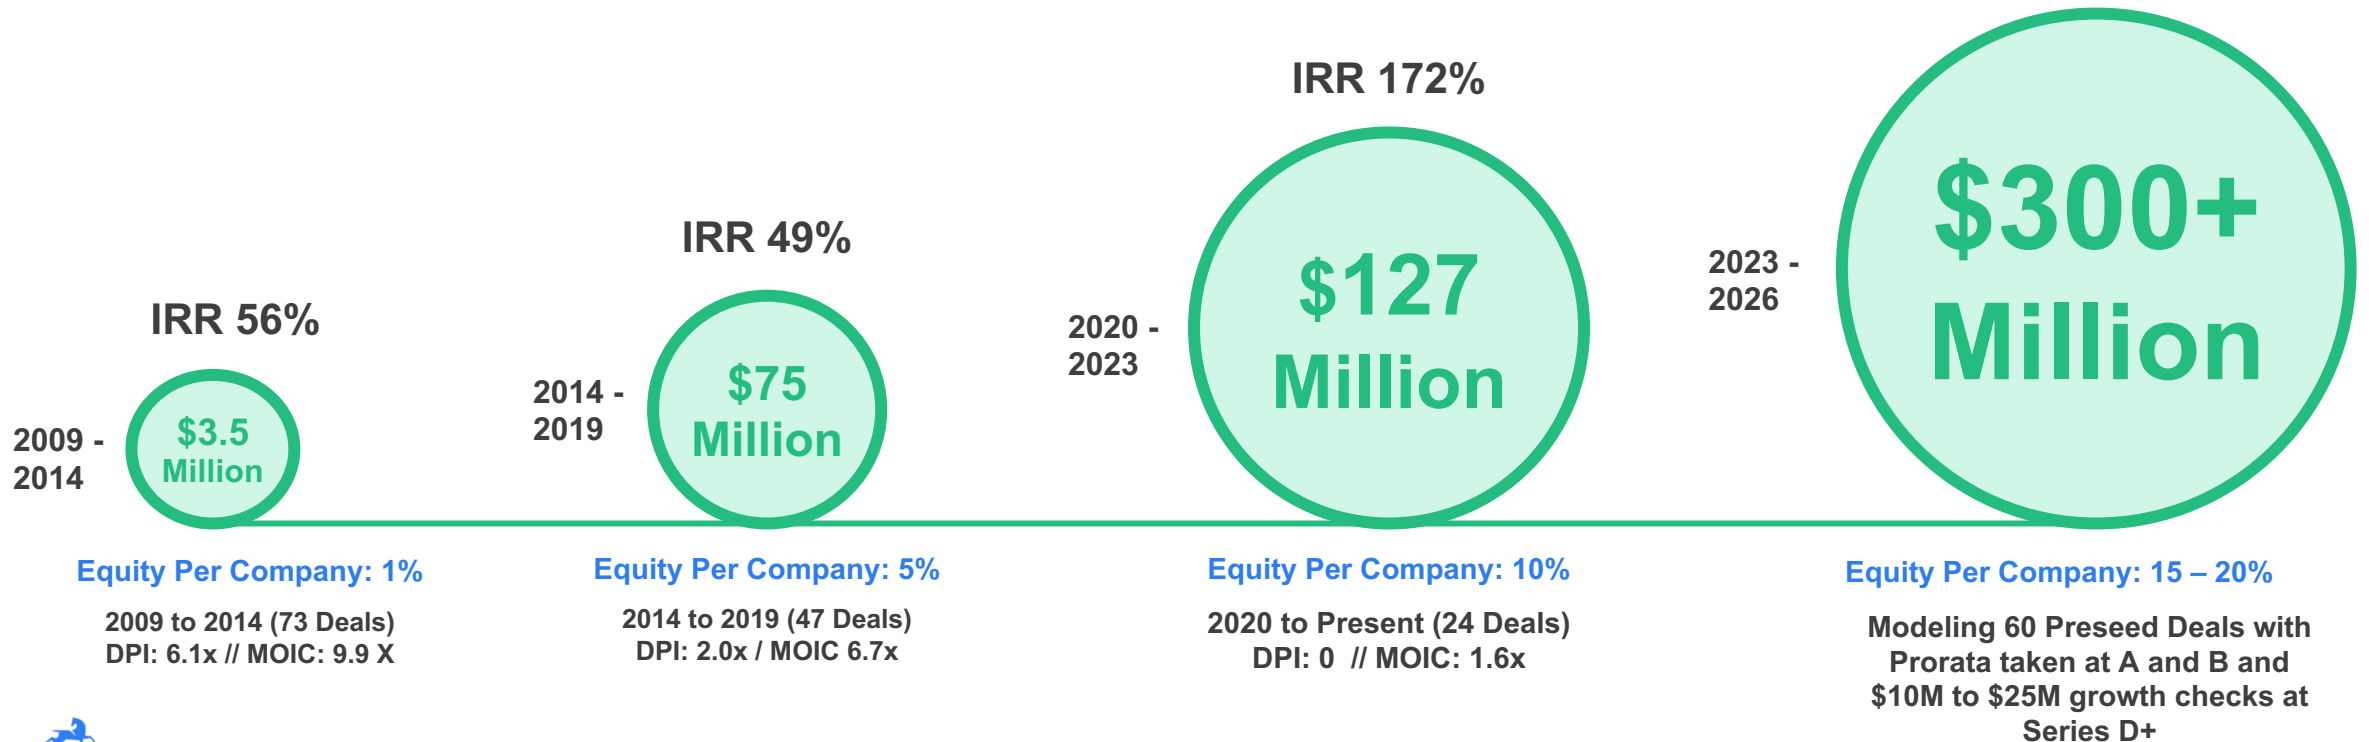 IRR 56%
2009 -
2014
$3.5
Million
Equity Per Company: 1%
2009 to 2014 (73 Deals)
DPI: 6.1x // MOIC: 9.9 X
IRR 49%
2014 -
2019
$75
Million
Equity Per Company: 5%
2014 to 2019 (47 Deals)
DPI: 2.0x / MOIC 6.7x
IRR 172%
2020 -
2023
$127
Million
Equity Per Company: 10%
2020 to Present (24 Deals)
DPI: 0 // MOIC: 1.6x
2023 -
2026
$300+
Million
Equity Per Company: 15 – 20%
Modeling 60 Preseed Deals with
Prorata taken at A and B and
$10M to $25M growth checks at
Series D+